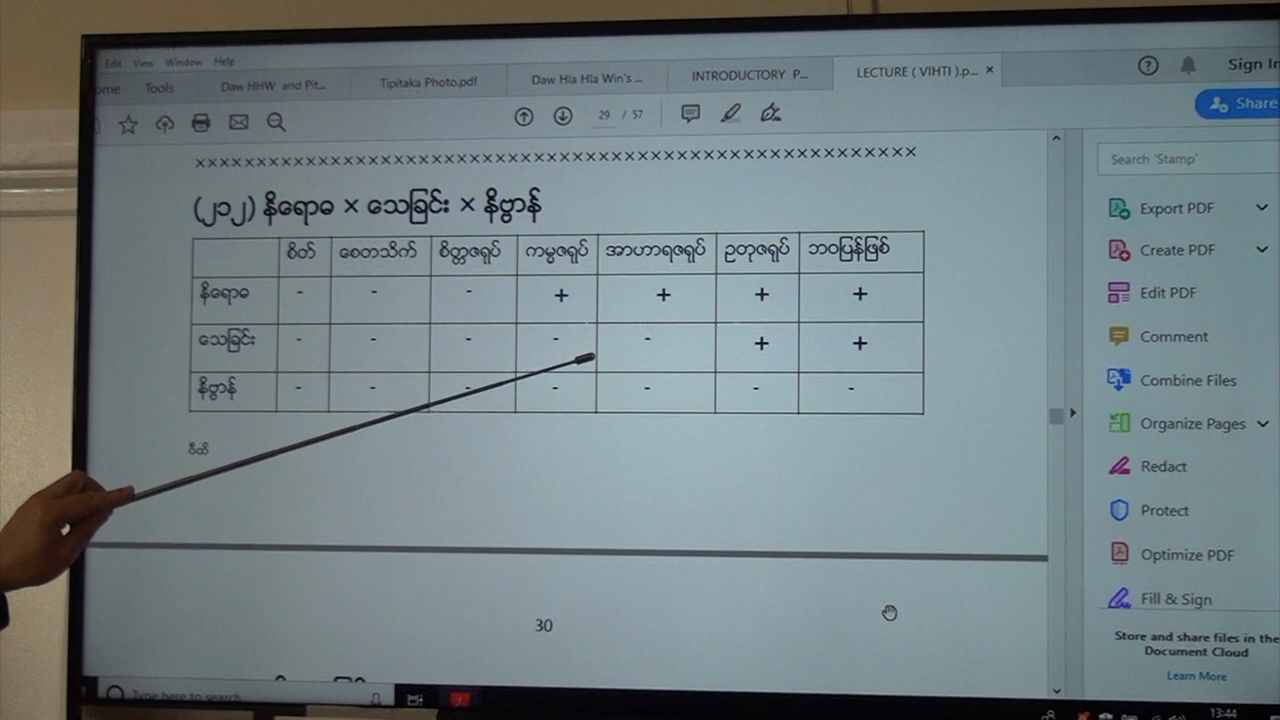 Edit View Window Help
ome Tools Daw HHW and Pit... Tipitaka Photo.pdf Daw Hla Hla Win's ... INTRODUCTORY P... LECTURE ( VIHTI ).p... × Sign In
29 / 57 Share
××××××××××××××××××××××××××××××××××××××××××××××××××××××××××
Search 'Stamp'
(၂၁၂) နိရောဓ × သေခြင်း × နိဗ္ဗာန်
စိတ် စေတသိက် စိတ္တဇရုပ် ကမ္မဇရုပ် အာဟာရဇရုပ် ဥတုဇရုပ် ဘဝပြန်ဖြစ်
နိရောဓ - - - + + + +
သေခြင်း - - - - - + +
နိဗ္ဗာန် - - - - - - -
ဝီထိ
30
Export PDF
Create PDF
Edit PDF
Comment
Combine Files
Organize Pages
Redact
Protect
Optimize PDF
Fill & Sign
Store and share files in the
Document Cloud
Learn More
Type here to search
13:44